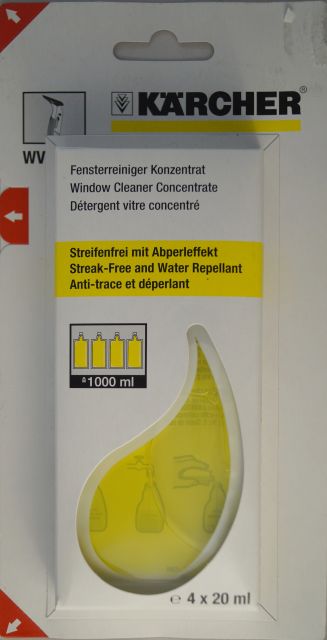 KÄRCHER®
WV
Fensterreiniger Konzentrat
Window Cleaner Concentrate
Détergent vitre concentré
Streifenfrei mit Abperleffekt
Streak-Free and Water Repellant
Anti-trace et déperlant
à 1000 ml
℮ 4 x 20 ml